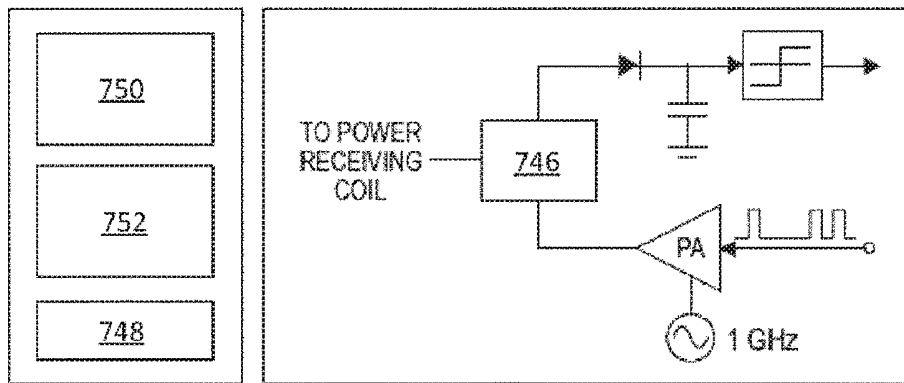 750
752
748
TO POWER
RECEIVING
COIL
746
PA
1 GHz